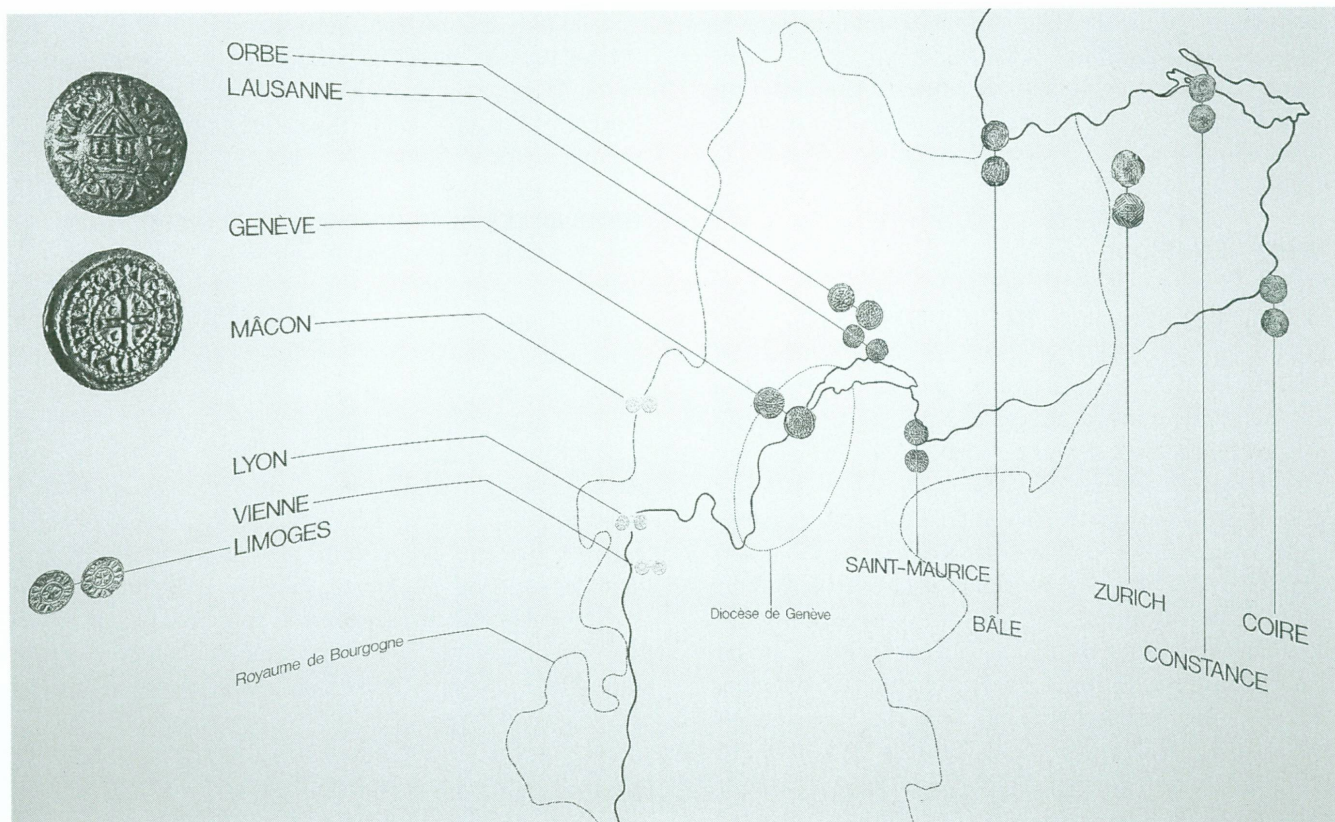 ORBE
LAUSANNE
GENÈVE
MÂCON
LYON
VIENNE
LIMOGES
Royaume de Bourgogne
Diocèse de Genève
SAINT-MAURICE
BÂLE
ZURICH
CONSTANCE
COIRE